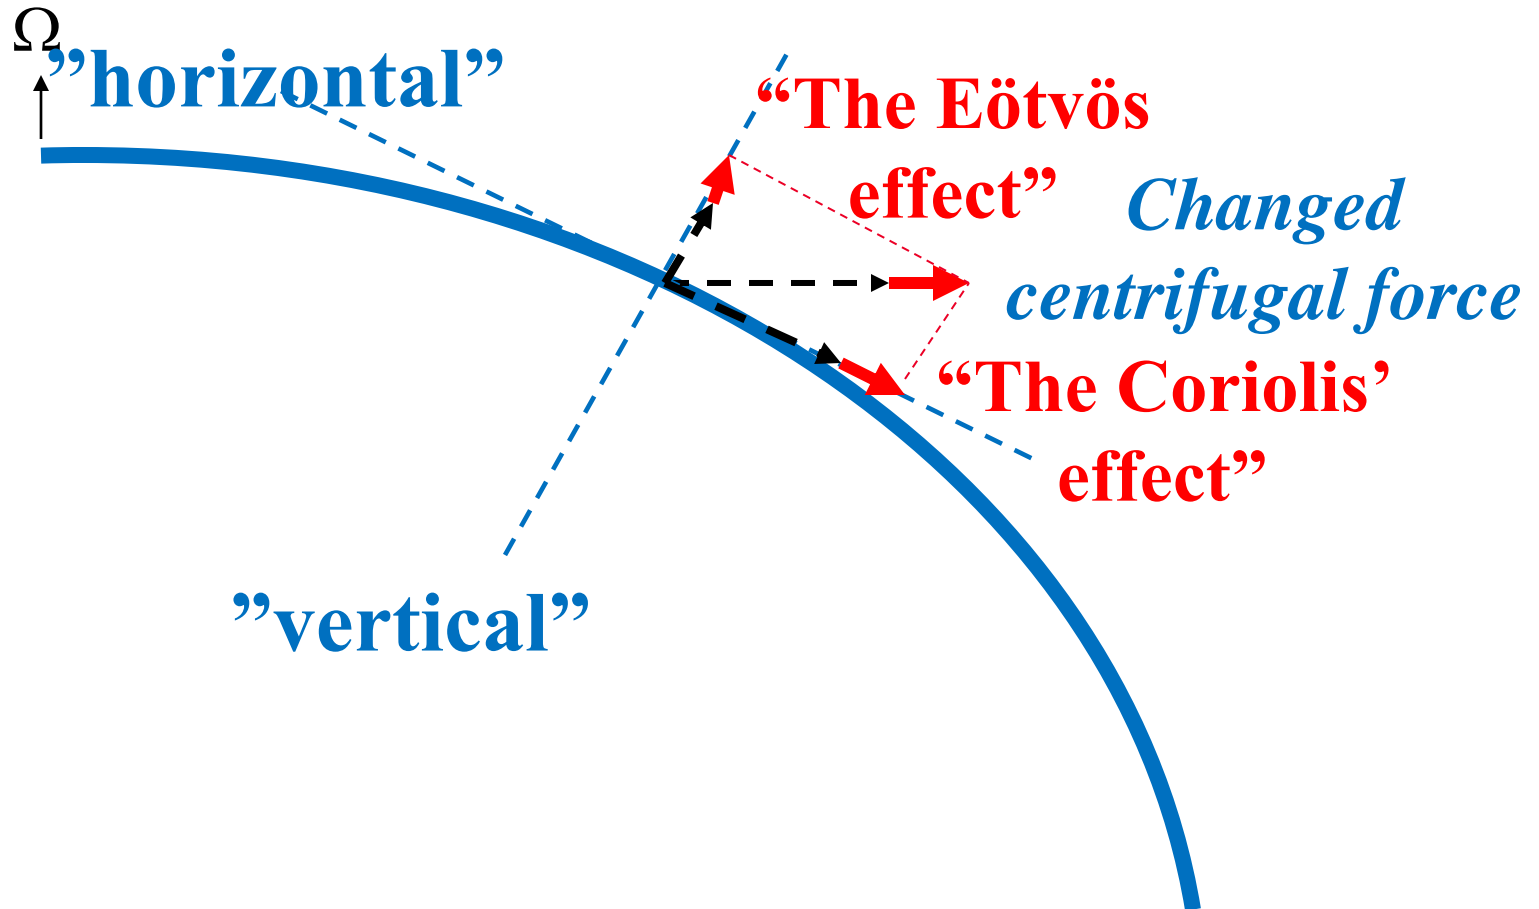 Ω
”horizontal”
“The Eötvös
effect”
Changed
centrifugal force
“The Coriolis’
effect”
”vertical”